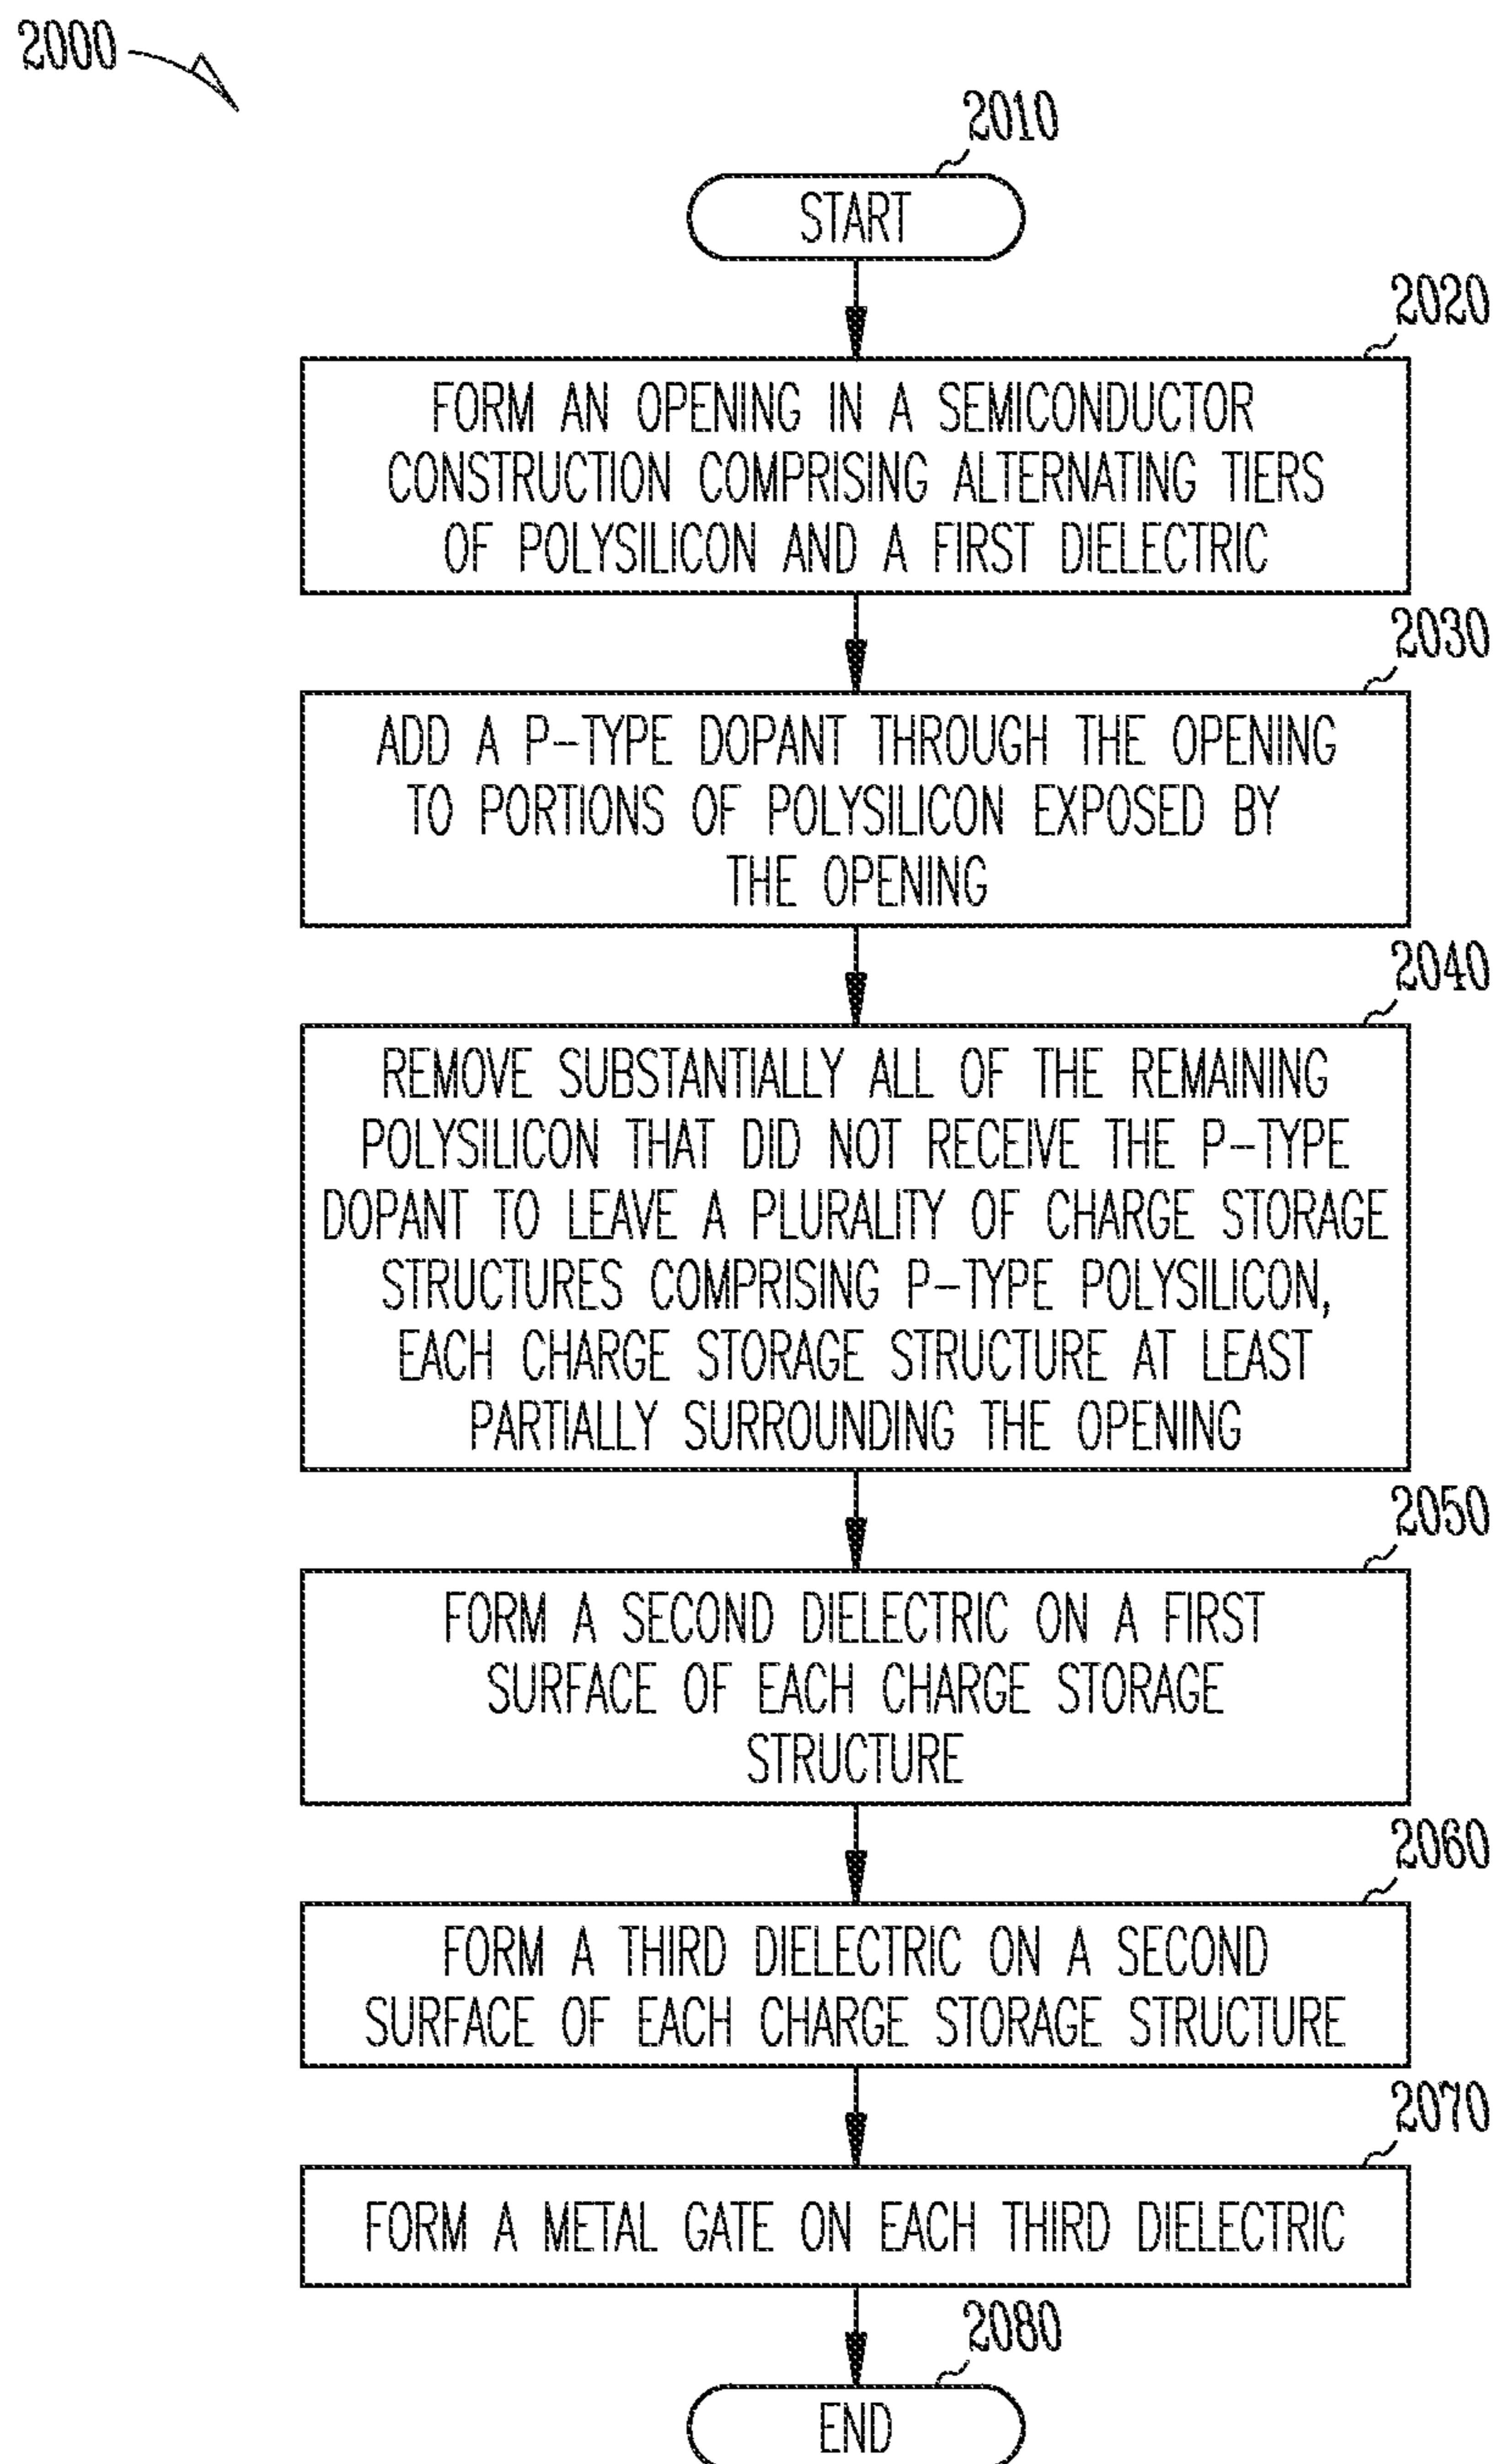 2000
2010
START
2020
FORM AN OPENING IN A SEMICONDUCTOR
CONSTRUCTION COMPRISING ALTERNATING TIERS
OF POLYSILICON AND A FIRST DIELECTRIC
2030
ADD A P-TYPE DOPANT THROUGH THE OPENING
TO PORTIONS OF POLYSILICON EXPOSED BY
THE OPENING
2040
REMOVE SUBSTANTIALLY ALL OF THE REMAINING
POLYSILICON THAT DID NOT RECEIVE THE P-TYPE
DOPANT TO LEAVE A PLURALITY OF CHARGE STORAGE
STRUCTURES COMPRISING P-TYPE POLYSILICON,
EACH CHARGE STORAGE STRUCTURE AT LEAST
PARTIALLY SURROUNDING THE OPENING
2050
FORM A SECOND DIELECTRIC ON A FIRST
SURFACE OF EACH CHARGE STORAGE
STRUCTURE
2060
FORM A THIRD DIELECTRIC ON A SECOND
SURFACE OF EACH CHARGE STORAGE STRUCTURE
2070
FORM A METAL GATE ON EACH THIRD DIELECTRIC
2080
END